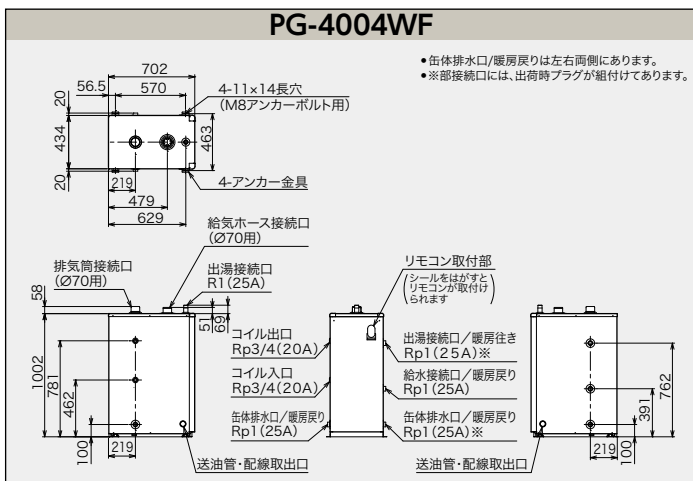 PG-4004WF
●缶体排水口/暖房戻りは左右両側にあります。
●※部接続口には、出荷時プラグが組付けてあります。
702
56.5
570
4-11×14長穴
(M8アンカーボルト用)
20
434
20
463
219
4-アンカー金具
479
629
給気ホース接続口
(Ø70用)
排気筒接続口
(Ø70用)
出湯接続口
R1(25A)
58
51
69
1002
781
462
100
219
送油管・配線取出口
リモコン取付部
(シールをはがすと
リモコンが取付け
られます)
コイル出口
Rp3/4(20A)
コイル入口
Rp3/4(20A)
缶体排水口/暖房戻り
Rp1(25A)
出湯接続口/暖房往き
Rp1(25A)※
給水接続口/暖房戻り
Rp1(25A)
缶体排水口/暖房戻り
Rp1(25A)※
762
391
100
219
送油管・配線取出口